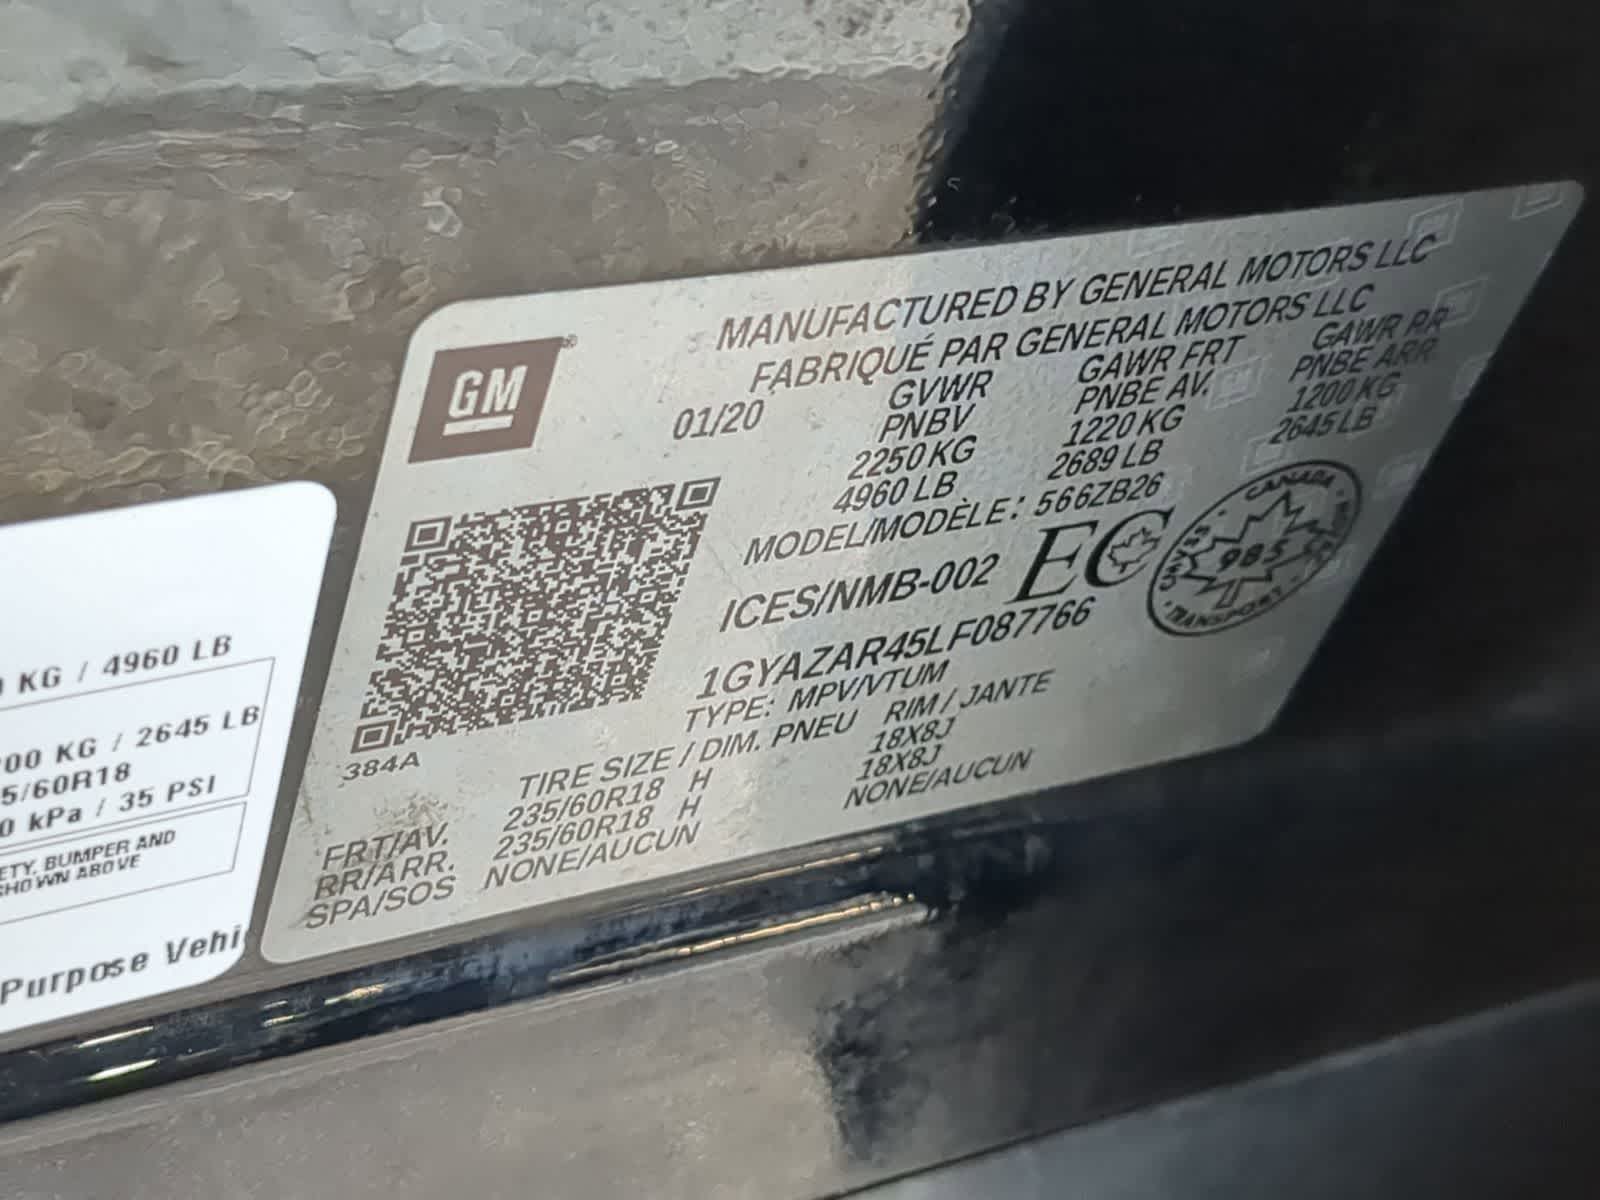 MANUFACTURED BY GENERAL MOTORS LLC
FABRIQUÉ PAR GENERAL MOTORS LLC
GM
®
01/20
GVWR GAWR FRT GAWR RR
PNBV PNBE AV. PNBE ARR
2250 KG 1220 KG 1200 KG
4960 LB 2689 LB 2645 LB
MODEL/MODÈLE: 566ZB26
ICES/NMB-002 EC
CANADA
985
TRANSPORT
1GYAZAR45LF087766
TYPE: MPV/VTUM
384A
TIRE SIZE / DIM. PNEU RIM / JANTE
FRT/AV. 235/60R18 H 18X8J
RR/ARR. 235/60R18 H 18X8J
SPA/SOS NONE/AUCUN NONE/AUCUN
KG / 4960 LB
00 KG / 2645 LB
5/60R18
0 kPa / 35 PSI
ETY, BUMPER AND
SHOWN ABOVE
Purpose Vehi